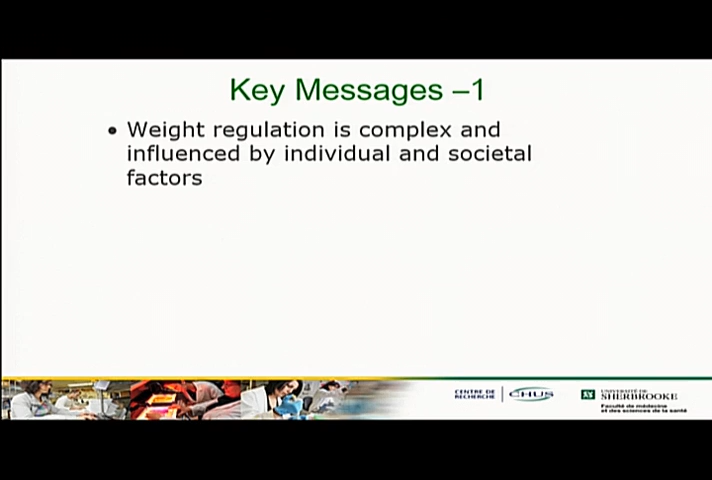 Key Messages –1
• Weight regulation is complex and
influenced by individual and societal
factors
CENTRE DE
RECHERCHE
CHUS
UNIVERSITÉ DE
SHERBROOKE
Faculté de médecine
et des sciences de la santé